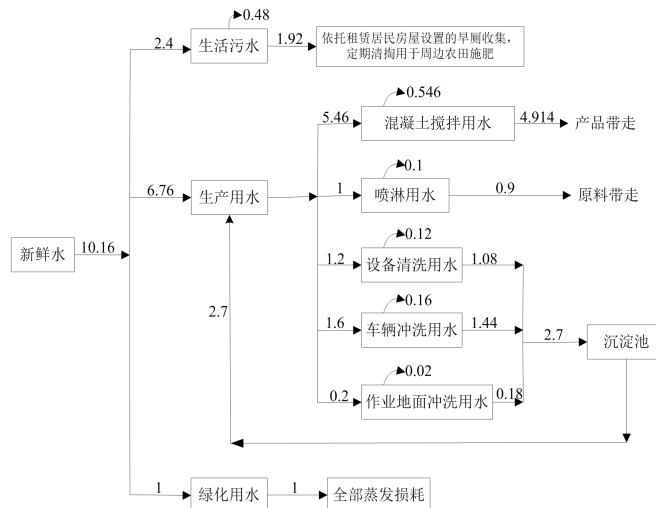 0.48
2.4
生活污水
1.92
依托租赁居民房屋设置的旱厕收集,
定期清掏用于周边农田施肥
0.546
5.46
混凝土搅拌用水
4.914
产品带走
0.1
6.76
生产用水
1
喷淋用水
0.9
原料带走
0.12
新鲜水
10.16
1.2
设备清洗用水
1.08
0.16
2.7
1.6
车辆冲洗用水
1.44
2.7
沉淀池
0.02
0.2
作业地面冲洗用水
0.18
2.7
1
绿化用水
1
全部蒸发损耗